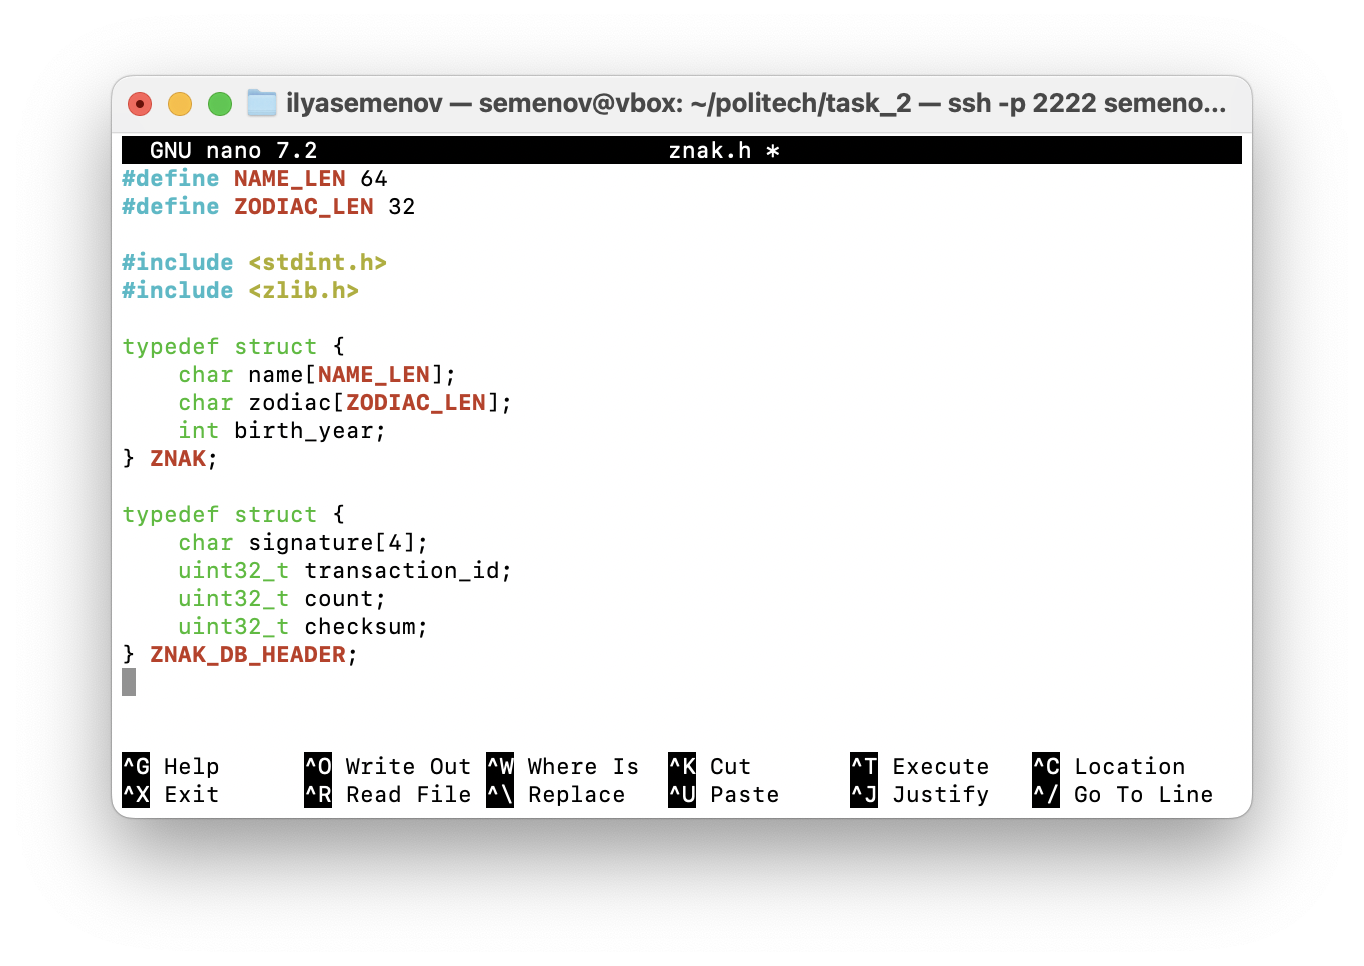 ilyasemenov — semenov@vbox: ~/politech/task_2 — ssh -p 2222 semeno...
GNU nano 7.2 znak.h *
#define NAME_LEN 64
#define ZODIAC_LEN 32
#include <stdint.h>
#include <zlib.h>
typedef struct {
    char name[NAME_LEN];
    char zodiac[ZODIAC_LEN];
    int birth_year;
} ZNAK;
typedef struct {
    char signature[4];
    uint32_t transaction_id;
    uint32_t count;
    uint32_t checksum;
} ZNAK_DB_HEADER;
^G Help ^O Write Out ^W Where Is ^K Cut ^T Execute ^C Location
^X Exit ^R Read File ^\ Replace ^U Paste ^J Justify ^/ Go To Line